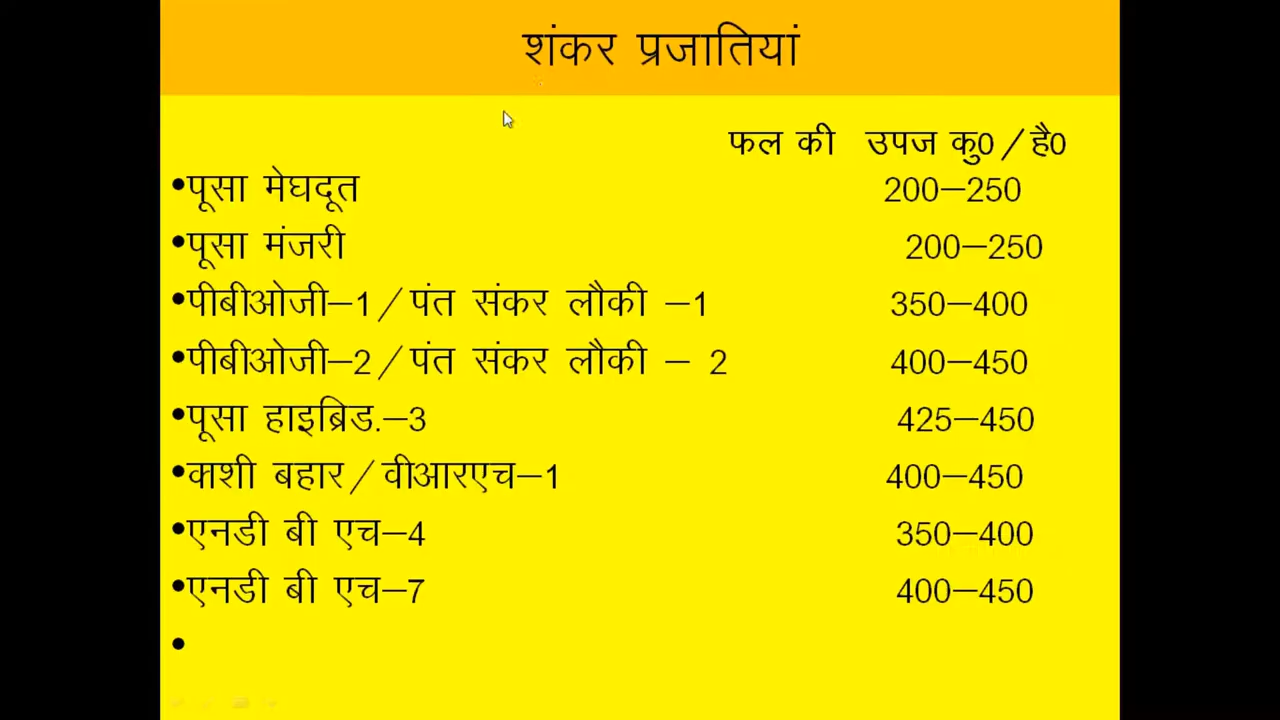 शंकर प्रजातियां
फल की उपज कु0/है0
•पूसा मेघदूत 200–250
•पूसा मंजरी 200–250
•पीबीओजी–1/पंत संकर लौकी –1 350–400
•पीबीओजी–2/पंत संकर लौकी – 2 400–450
•पूसा हाइब्रिड.–3 425–450
•काशी बहार/वीआरएच–1 400–450
•एनडी बी एच–4 350–400
•एनडी बी एच–7 400–450
•